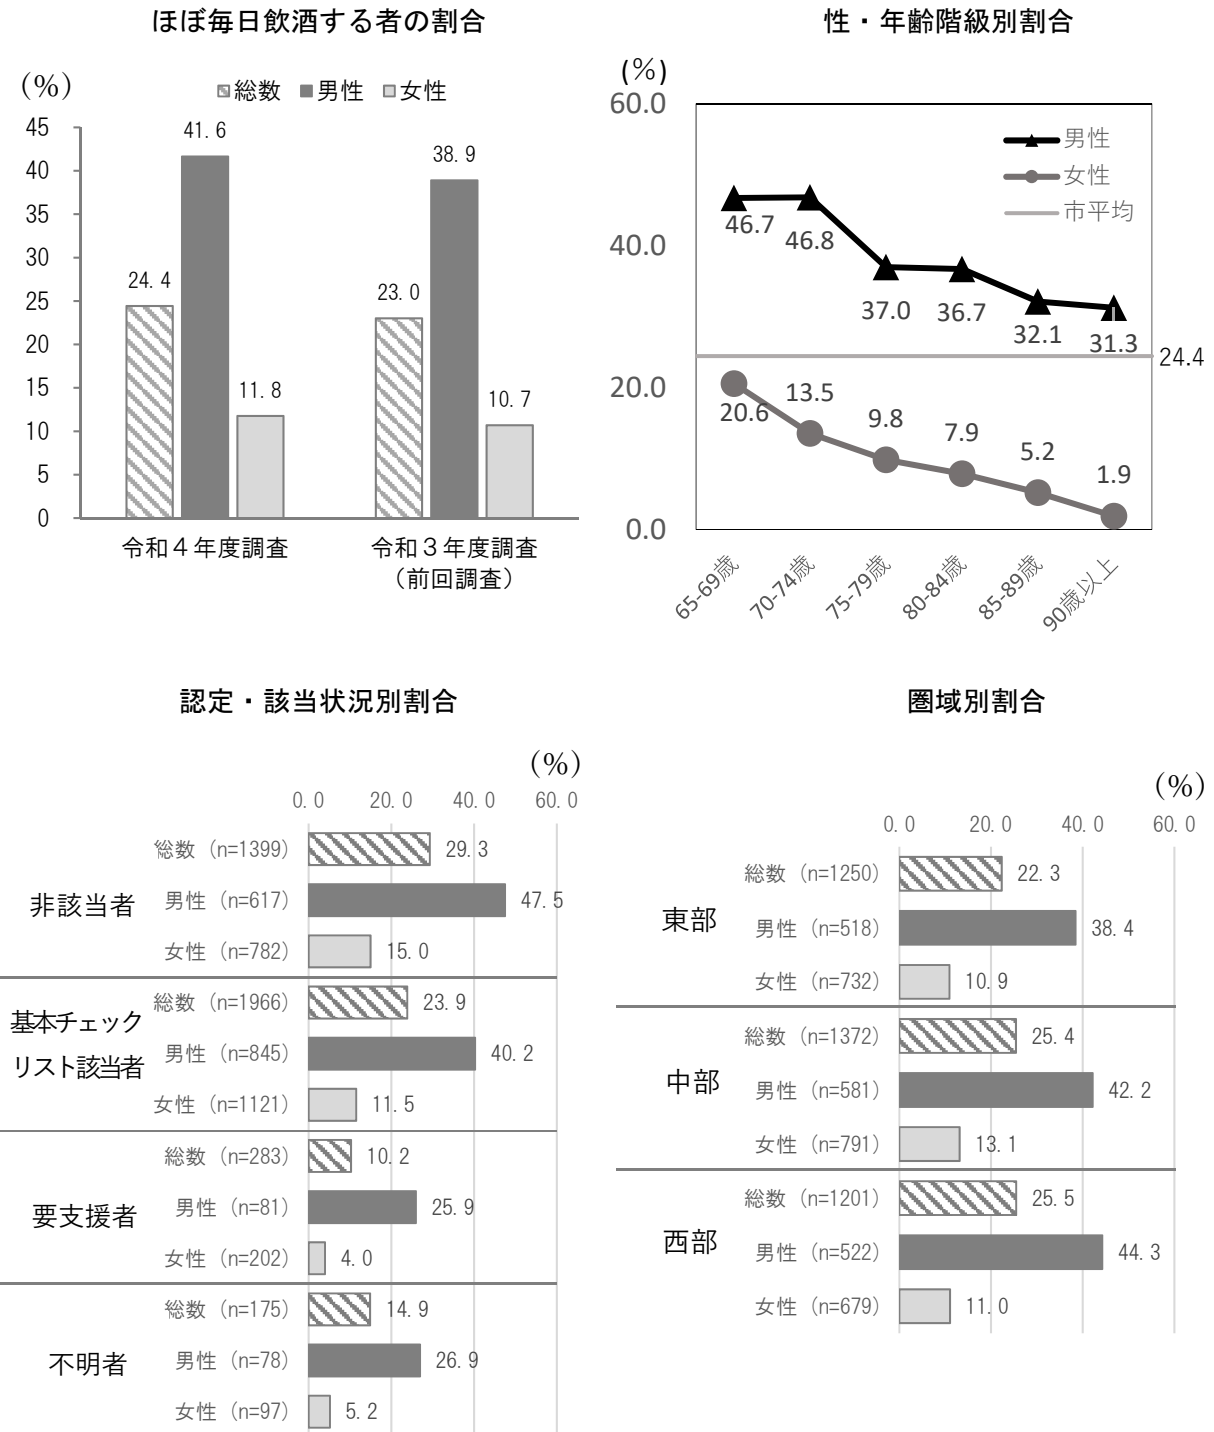 ほぼ毎日飲酒する者の割合
(%)
総数 男性 女性
45
40
35
30
25
20
15
10
5
0
24.4
41.6
11.8
23.0
38.9
10.7
令和４年度調査
令和３年度調査
（前回調査）
性・年齢階級別割合
(%)
60.0
40.0
20.0
0.0
男性
女性
市平均
46.7
46.8
37.0
36.7
32.1
31.3
24.4
20.6
13.5
9.8
7.9
5.2
1.9
65-69歳
70-74歳
75-79歳
80-84歳
85-89歳
90歳以上
認定・該当状況別割合
(%)
0.0 20.0 40.0 60.0
非該当者
総数（n=1399） 29.3
男性（n=617） 47.5
女性（n=782） 15.0
基本チェック
リスト該当者
総数（n=1966） 23.9
男性（n=845） 40.2
女性（n=1121） 11.5
要支援者
総数（n=283） 10.2
男性（n=81） 25.9
女性（n=202） 4.0
不明者
総数（n=175） 14.9
男性（n=78） 26.9
女性（n=97） 5.2
圏域別割合
(%)
0.0 20.0 40.0 60.0
東部
総数（n=1250） 22.3
男性（n=518） 38.4
女性（n=732） 10.9
中部
総数（n=1372） 25.4
男性（n=581） 42.2
女性（n=791） 13.1
西部
総数（n=1201） 25.5
男性（n=522） 44.3
女性（n=679） 11.0